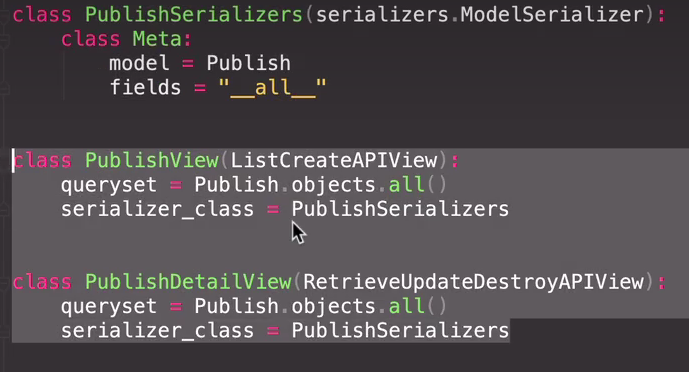 class PublishSerializers(serializers.ModelSerializer):
    class Meta:
        model = Publish
        fields = "__all__"
class PublishView(ListCreateAPIView):
    queryset = Publish.objects.all()
    serializer_class = PublishSerializers
class PublishDetailView(RetrieveUpdateDestroyAPIView):
    queryset = Publish.objects.all()
    serializer_class = PublishSerializers